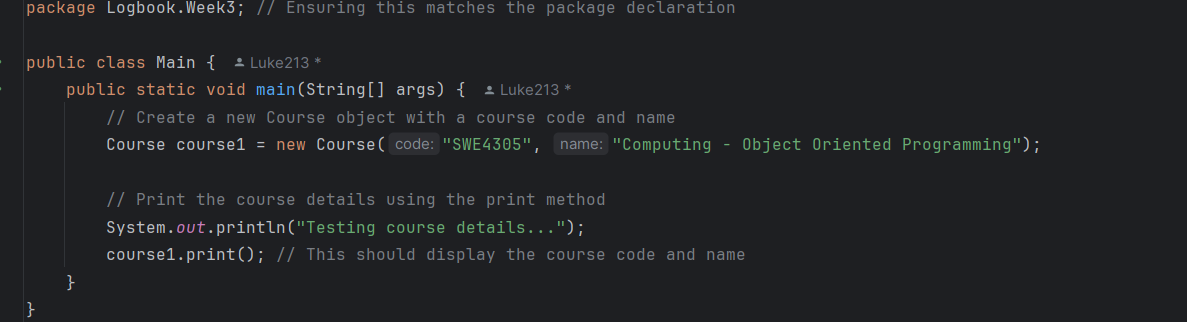 package Logbook.Week3; // Ensuring this matches the package declaration
public class Main { Luke213 *
public static void main(String[] args) { Luke213 *
// Create a new Course object with a course code and name
Course course1 = new Course( code: "SWE4305", name: "Computing - Object Oriented Programming");
// Print the course details using the print method
System.out.println("Testing course details...");
course1.print(); // This should display the course code and name
}
}